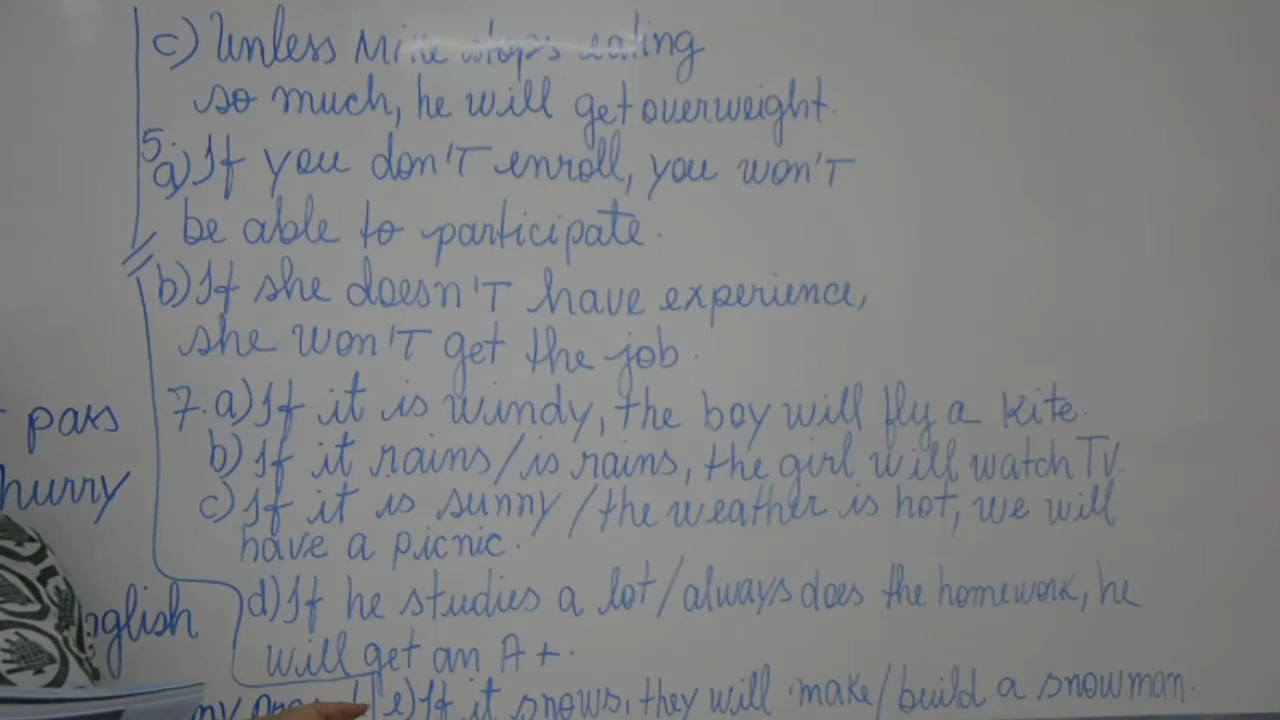 c) Unless Mike stops eating
so much, he will get overweight.
5.
a) If you don't enroll, you won't
be able to participate.
b) If she doesn't have experience,
she won't get the job.
7. a) If it is windy, the boy will fly a kite.
b) If it rains/is rains, the girl will watch TV.
c) If it is sunny/the weather is hot, we will
have a picnic.
d) If he studies a lot/always does the homework, he
will get an A+.
e) If it snows, they will make/build a snowman.
pass
hurry
nglish